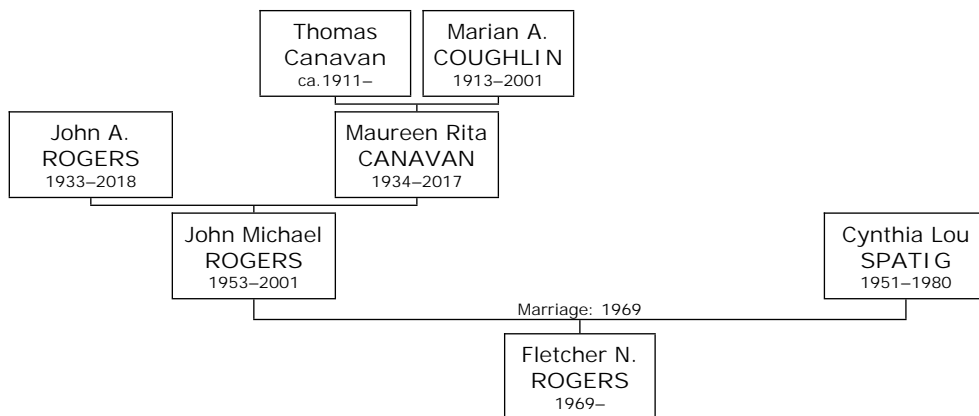 Thomas
Canavan
ca.1911–
Marian A.
COUGHLIN
1913–2001
John A.
ROGERS
1933–2018
Maureen Rita
CANAVAN
1934–2017
John Michael
ROGERS
1953–2001
Cynthia Lou
SPATIG
1951–1980
Marriage: 1969
Fletcher N.
ROGERS
1969–